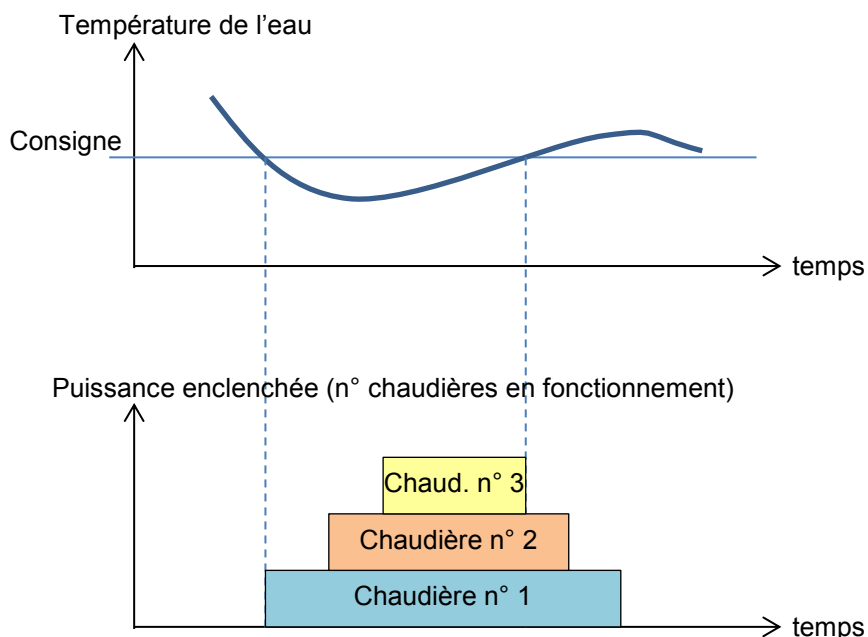 Température de l’eau
Consigne
temps
Puissance enclenchée (n° chaudières en fonctionnement)
Chaud. n° 3
Chaudière n° 2
Chaudière n° 1
temps